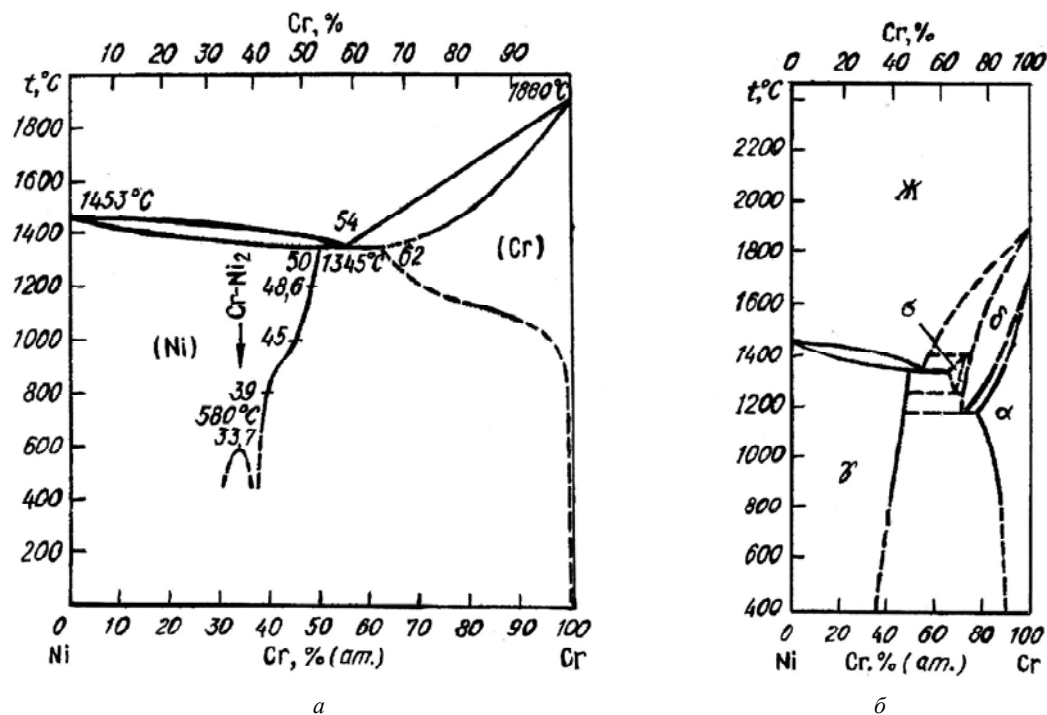 Cr, %
10 20 30 40 50 60 70 80 90
t,°C
1880°C
1800
1600
1453°C
1400
54
50 1345°C 62
(Cr)
1200
48,6
Cr-Ni₂
1000
45
(Ni)
800
39
580°C
600
33,7
400
200
0 10 20 30 40 50 60 70 80 90 100
Ni Cr, % (ат.) Cr
а
Cr, %
0 20 40 60 80 100
t,°C
2200
Ж
2000
1800
1600
σ
δ
1400
1200
α
1000
γ
800
600
400
0 20 40 60 80 100
Ni Cr. % (ат.) Cr
б